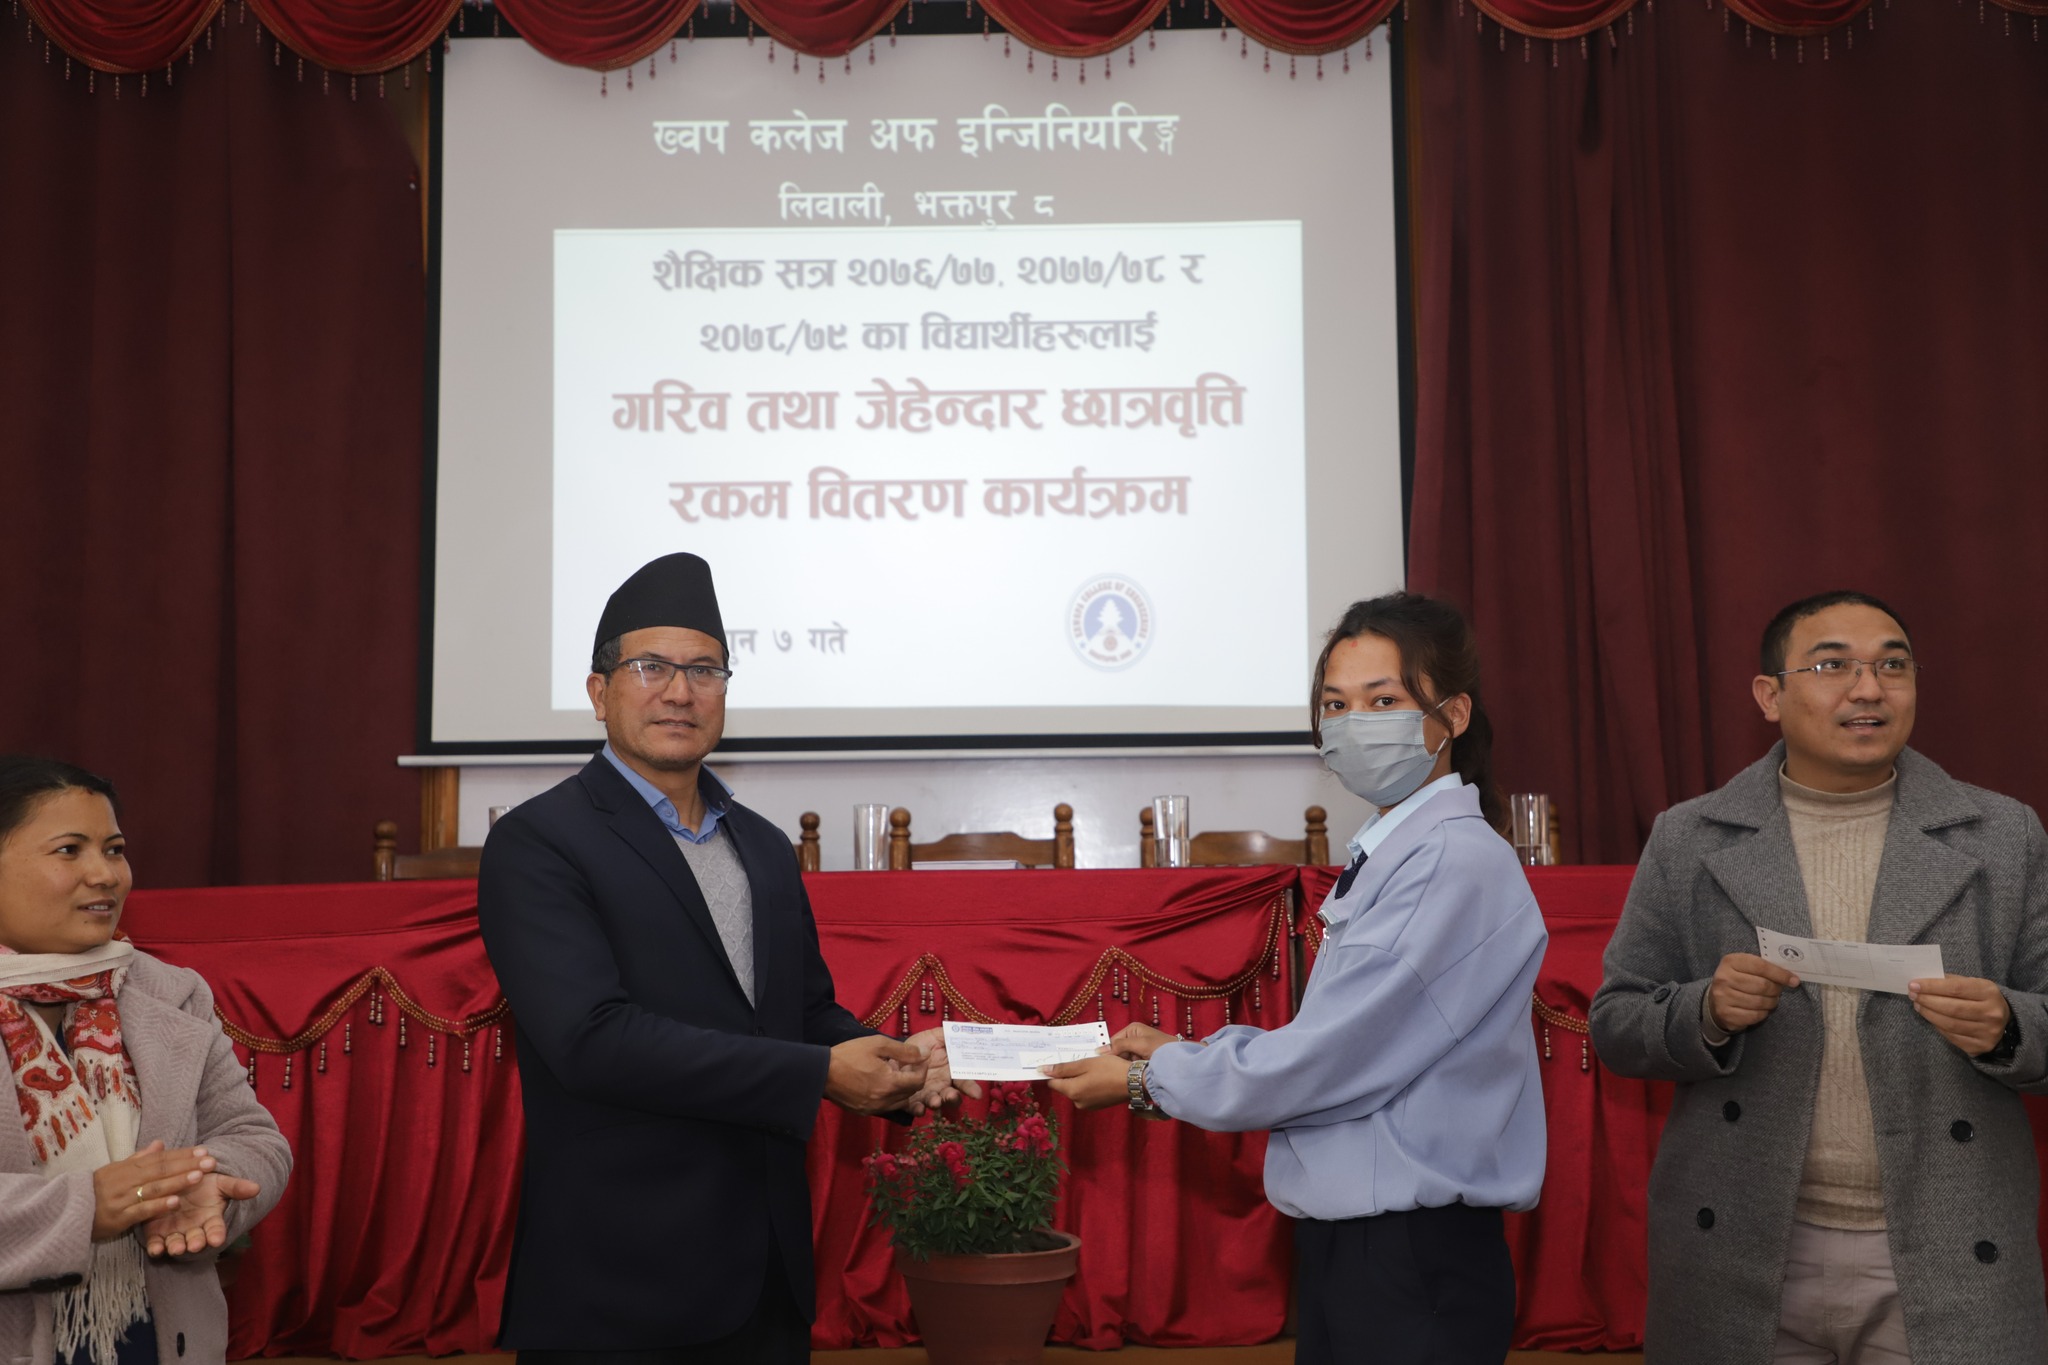 ख्वप कलेज अफ इन्जिनियरिङ्ग
लिवाली, भक्तपुर ८
शैक्षिक सत्र २०७६/७७, २०७७/७८ र
२०७८/७९ का विद्यार्थीहरुलाई
गरिव तथा जेहेन्दार छात्रवृत्ति
रकम वितरण कार्यक्रम
७ गते